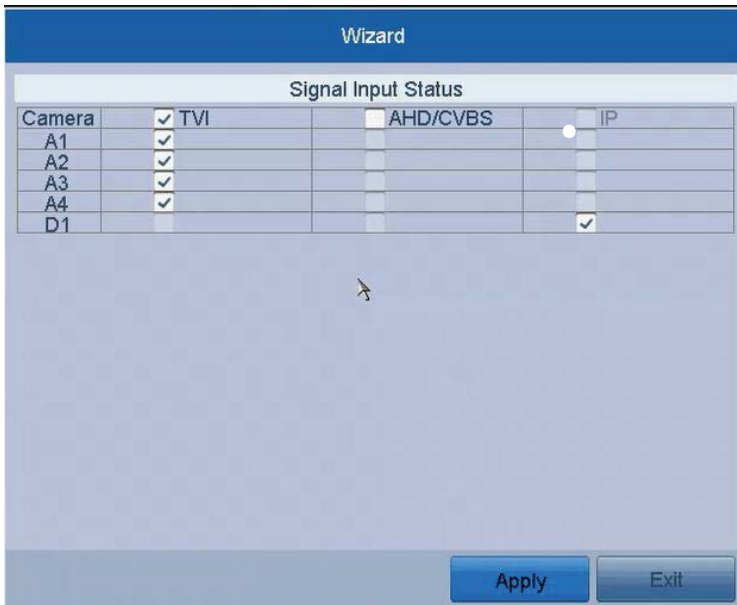 Wizard
Signal Input Status
Camera TVI AHD/CVBS IP
A1
A2
A3
A4
D1
Apply Exit